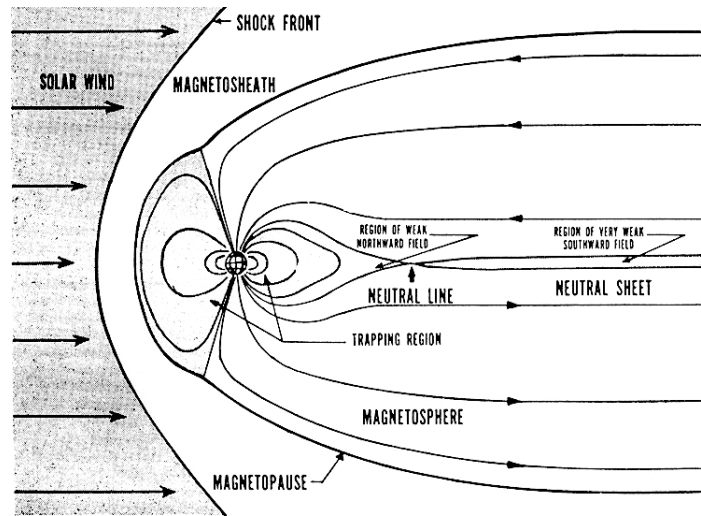 SHOCK FRONT
SOLAR WIND
MAGNETOSHEATH
REGION OF WEAK
NORTHWARD FIELD
REGION OF VERY WEAK
SOUTHWARD FIELD
NEUTRAL LINE
NEUTRAL SHEET
TRAPPING REGION
MAGNETOSPHERE
MAGNETOPAUSE